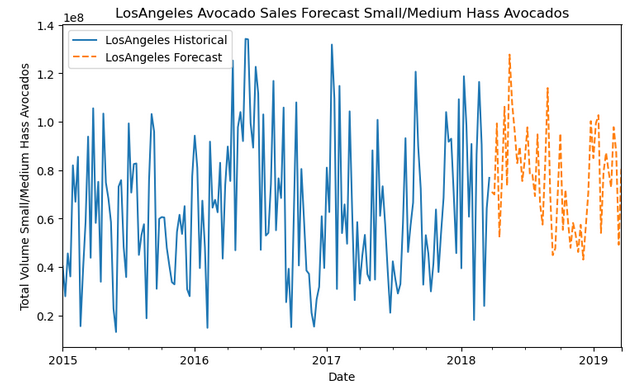 LosAngeles Avocado Sales Forecast Small/Medium Hass Avocados
1e8
LosAngeles Historical
LosAngeles Forecast
Total Volume Small/Medium Hass Avocados
1.4
1.2
1.0
0.8
0.6
0.4
0.2
2015 2016 2017 2018 2019
Date